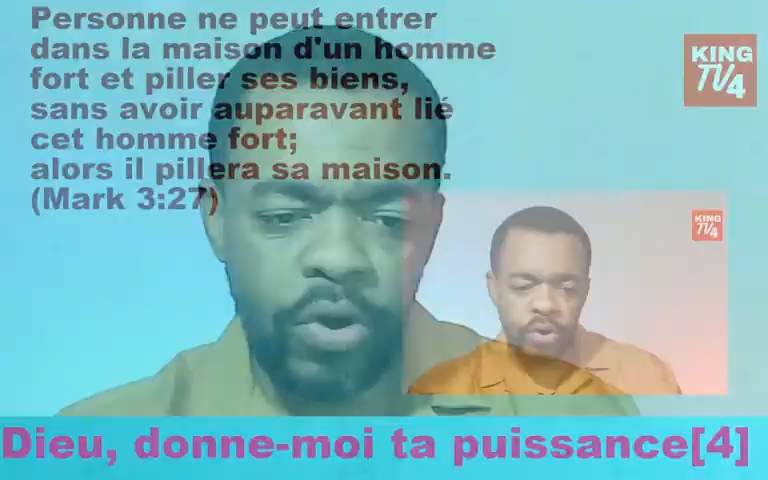 Personne ne peut entrer
dans la maison d'un homme
fort et piller ses biens,
sans avoir auparavant lié
cet homme fort;
alors il pillera sa maison.
(Mark 3:27)
KING
TV4
KING
TV4
Dieu, donne-moi ta puissance[4]